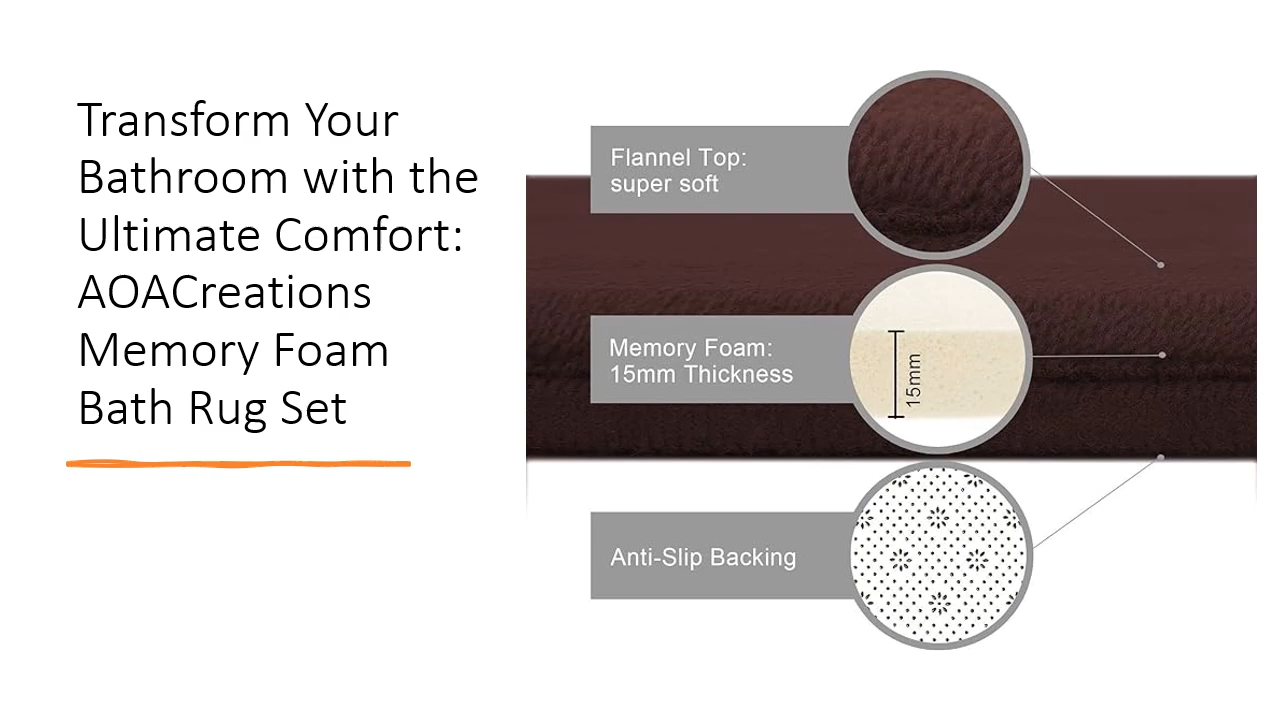 Transform Your
Bathroom with the
Ultimate Comfort:
AOACreations
Memory Foam
Bath Rug Set
Flannel Top:
super soft
Memory Foam:
15mm Thickness
15mm
Anti-Slip Backing